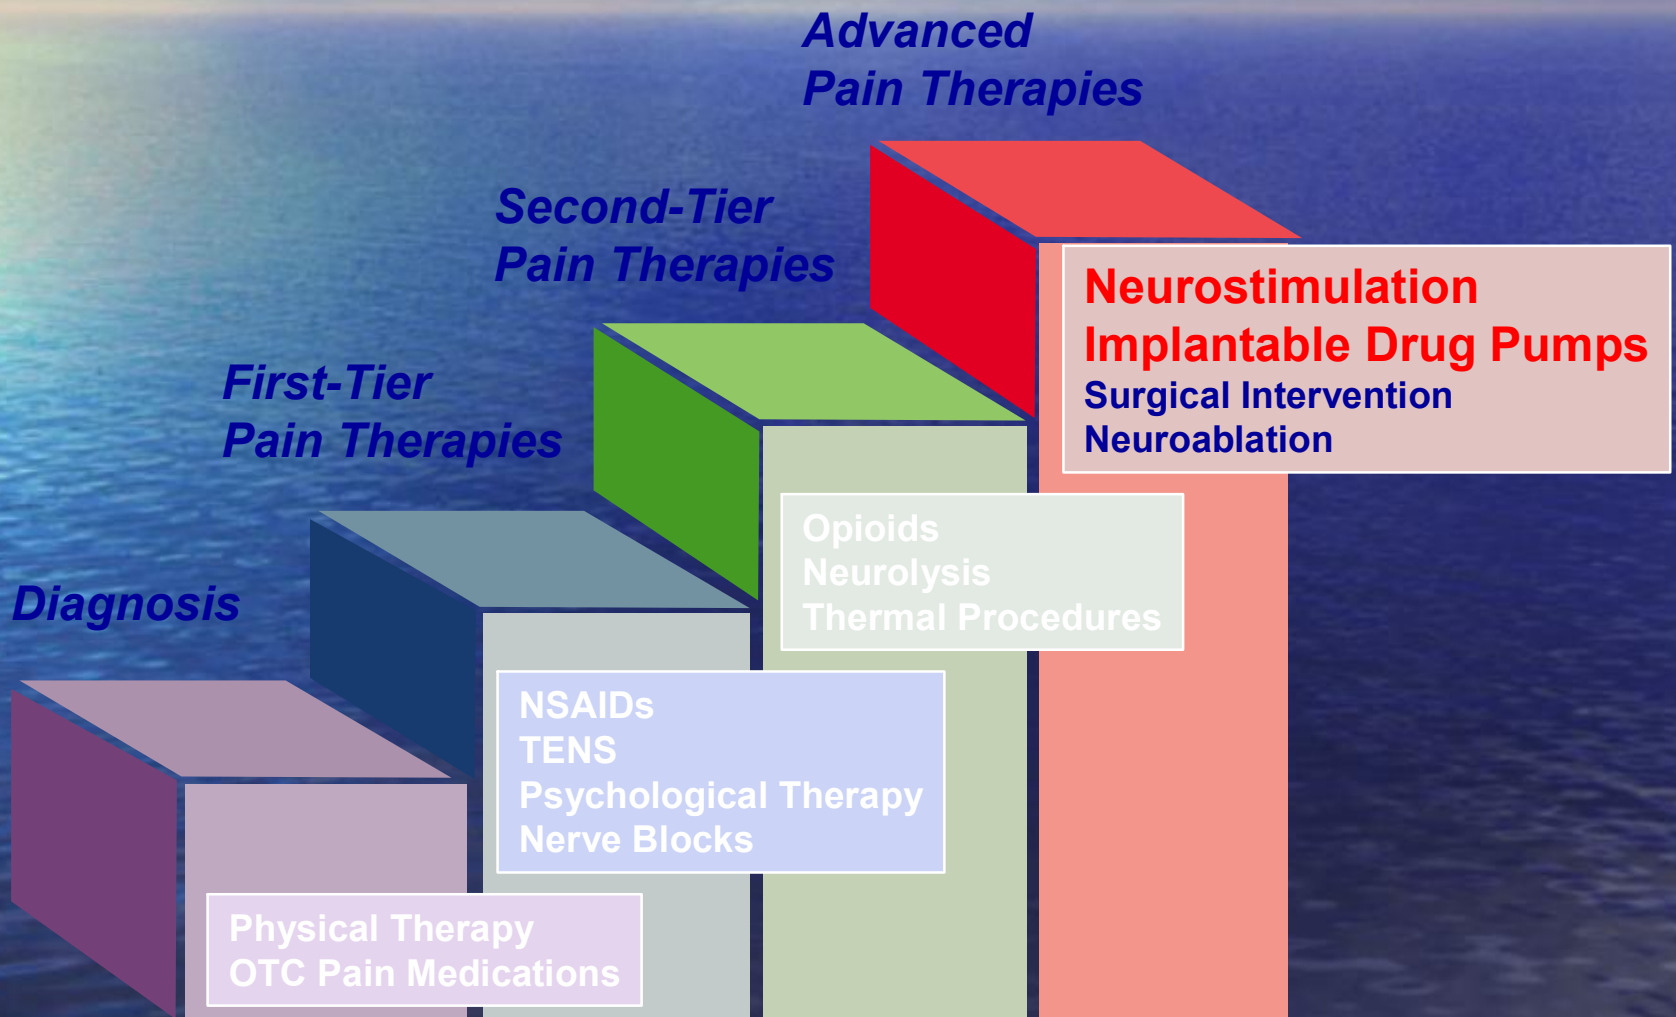 Advanced
Pain Therapies
Second-Tier
Pain Therapies
First-Tier
Pain Therapies
Diagnosis
Neurostimulation
Implantable Drug Pumps
Surgical Intervention
Neuroablation
Opioids
Neurolysis
Thermal Procedures
NSAIDs
TENS
Psychological Therapy
Nerve Blocks
Physical Therapy
OTC Pain Medications